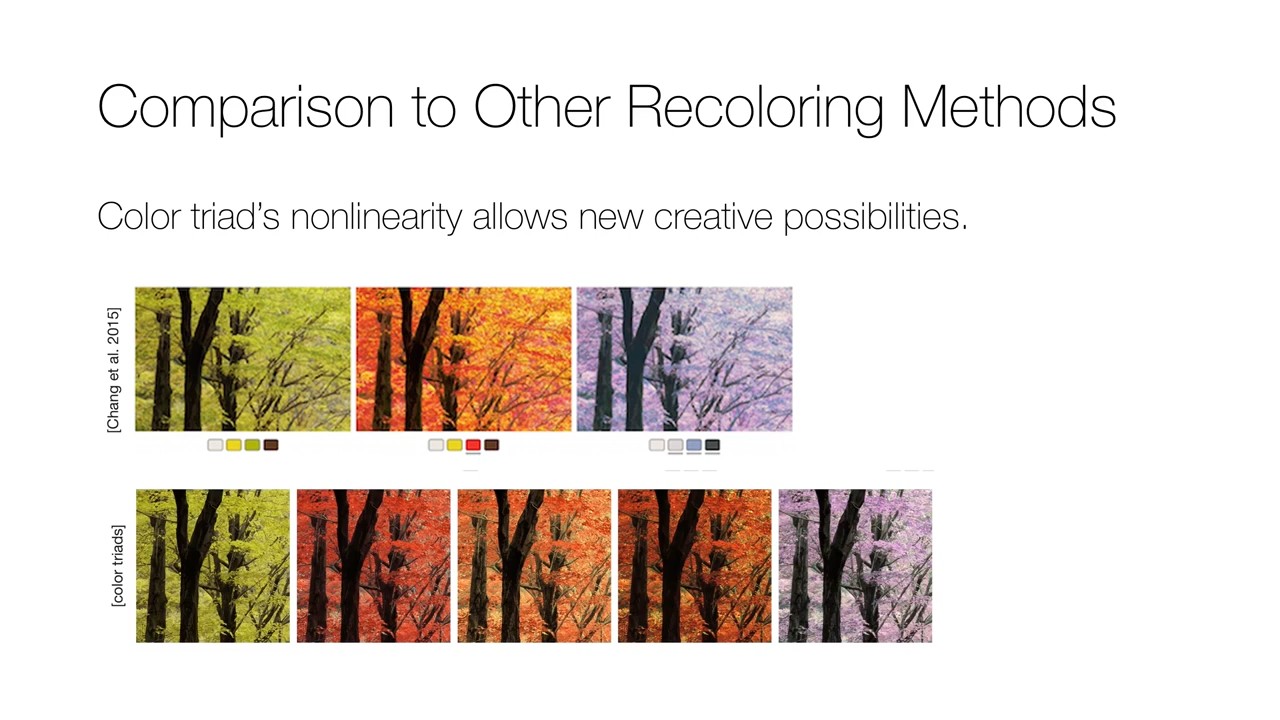 Comparison to Other Recoloring Methods
Color triad's nonlinearity allows new creative possibilities.
[Chang et al. 2015]
[color triads]